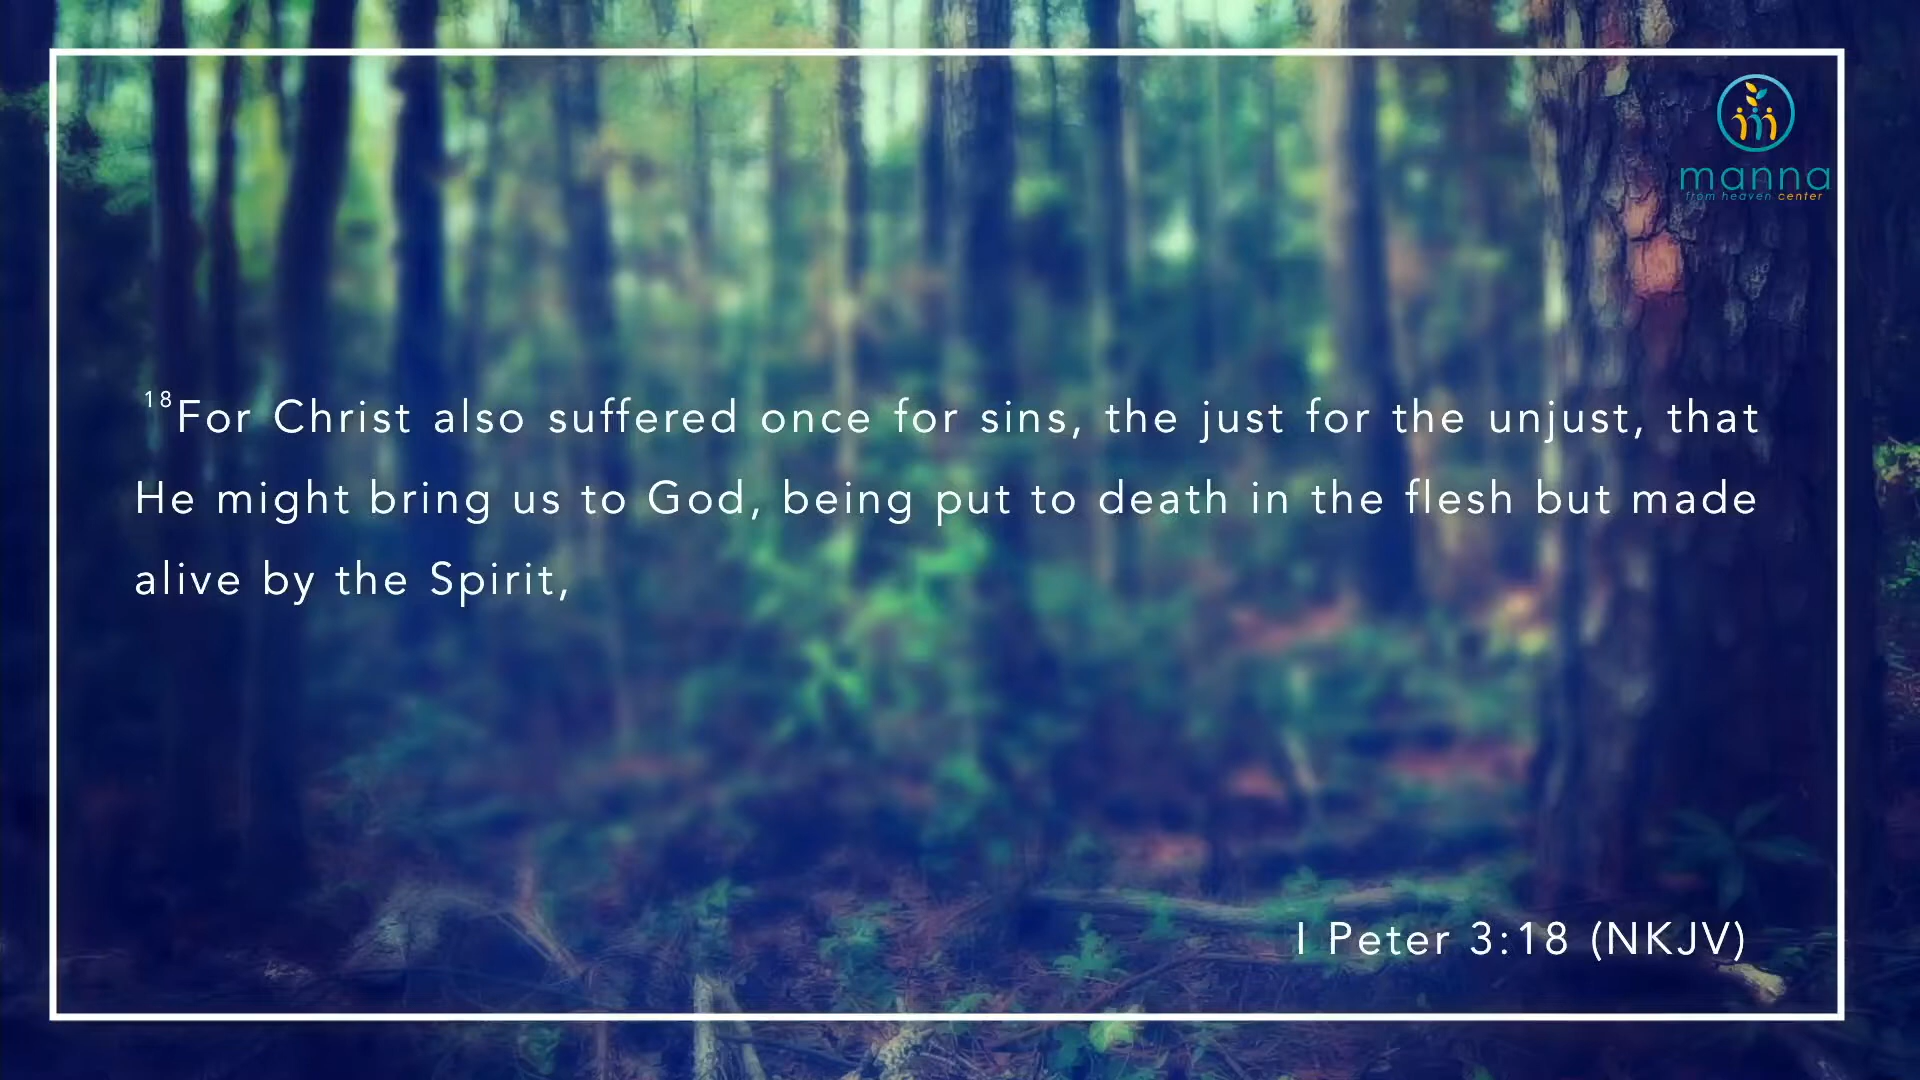 manna
from heaven center
18For Christ also suffered once for sins, the just for the unjust, that
He might bring us to God, being put to death in the flesh but made
alive by the Spirit,
I Peter 3:18 (NKJV)